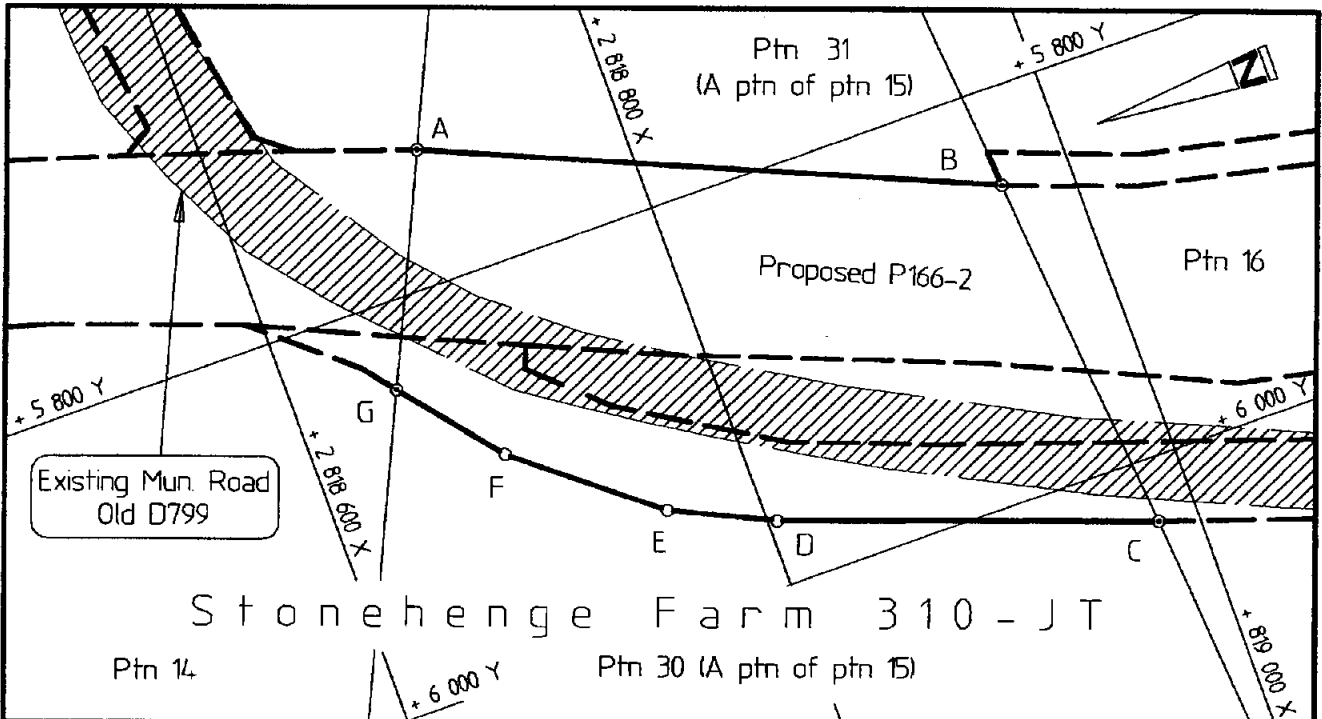 Ptn 31
(A ptn of ptn 15)
+ 5 800 Y
N
+ 2 818 800 X
A
B
Proposed P166-2
Ptn 16
+ 5 800 Y
G
+ 6 000 Y
Existing Mun. Road
Old D799
+ 2 818 600 X
F
E
D
C
Stonehenge Farm 310-JT
Ptn 14
Ptn 30 (A ptn of ptn 15)
+ 6 000 Y
+ 819 000 X